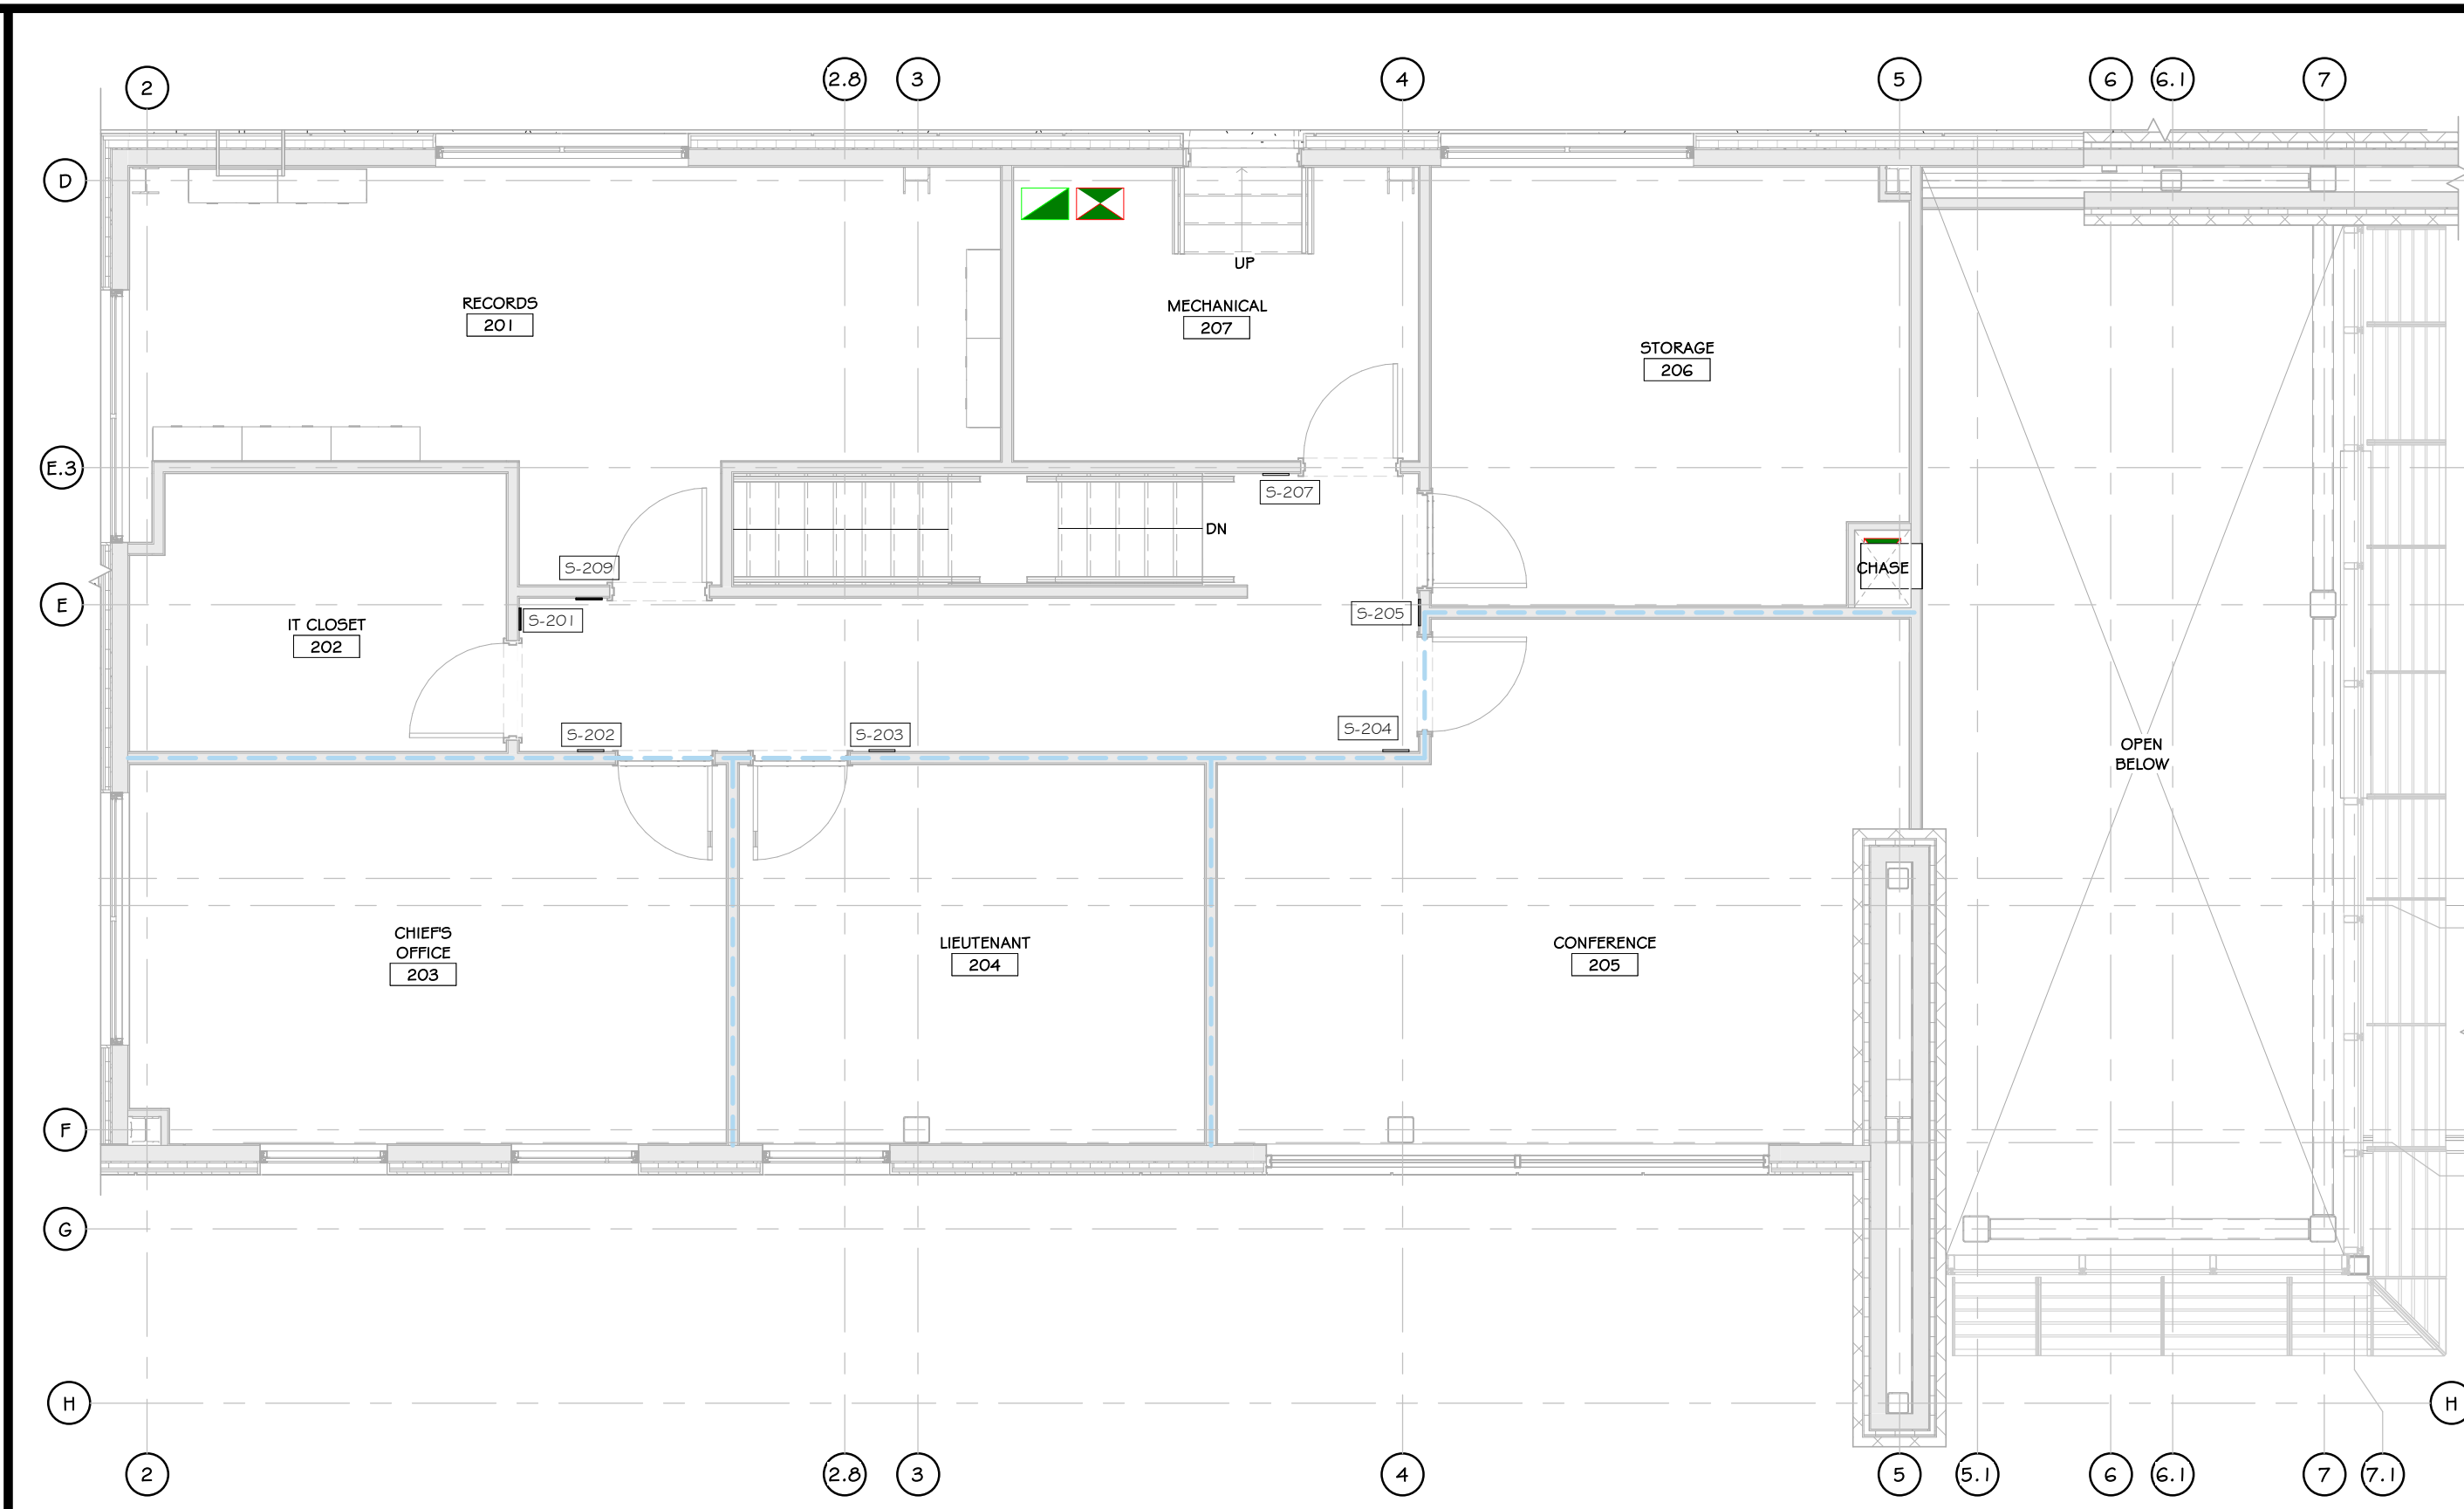 2
2.8
3
4
5
6
6.1
7
D
UP
RECORDS
201
MECHANICAL
207
STORAGE
206
E.3
S-207
DN
S-209
CHASE
E
S-201
S-205
IT CLOSET
202
S-202
S-203
S-204
OPEN
BELOW
CHIEF'S
OFFICE
203
LIEUTENANT
204
CONFERENCE
205
F
G
H
H
2
2.8
3
4
5
5.1
6
6.1
7
7.1